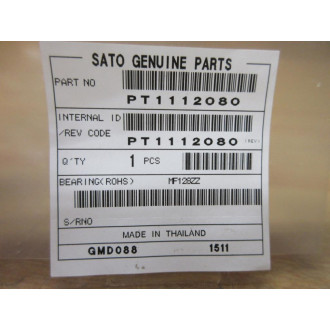 SATO GENUINE PARTS
PART NO
PT1112080
INTERNAL ID
/REV CODE
PT1112080 (REV)
Q'TY 1 PCS
BEARING(ROHS) MF128ZZ
S/RNO
MADE IN THAILAND
GMD088 1511